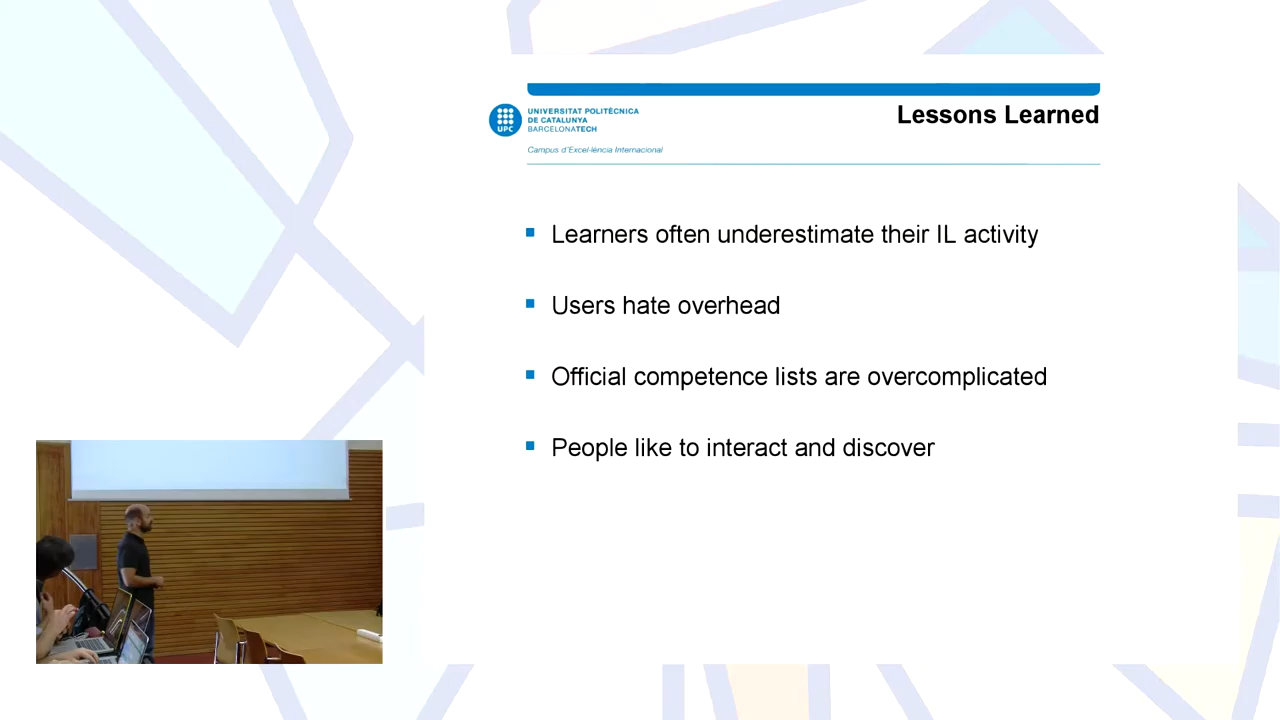 UNIVERSITAT POLITÈCNICA
DE CATALUNYA
BARCELONATECH
UPC
Campus d'Excel·lència Internacional
Lessons Learned
Learners often underestimate their IL activity
Users hate overhead
Official competence lists are overcomplicated
People like to interact and discover